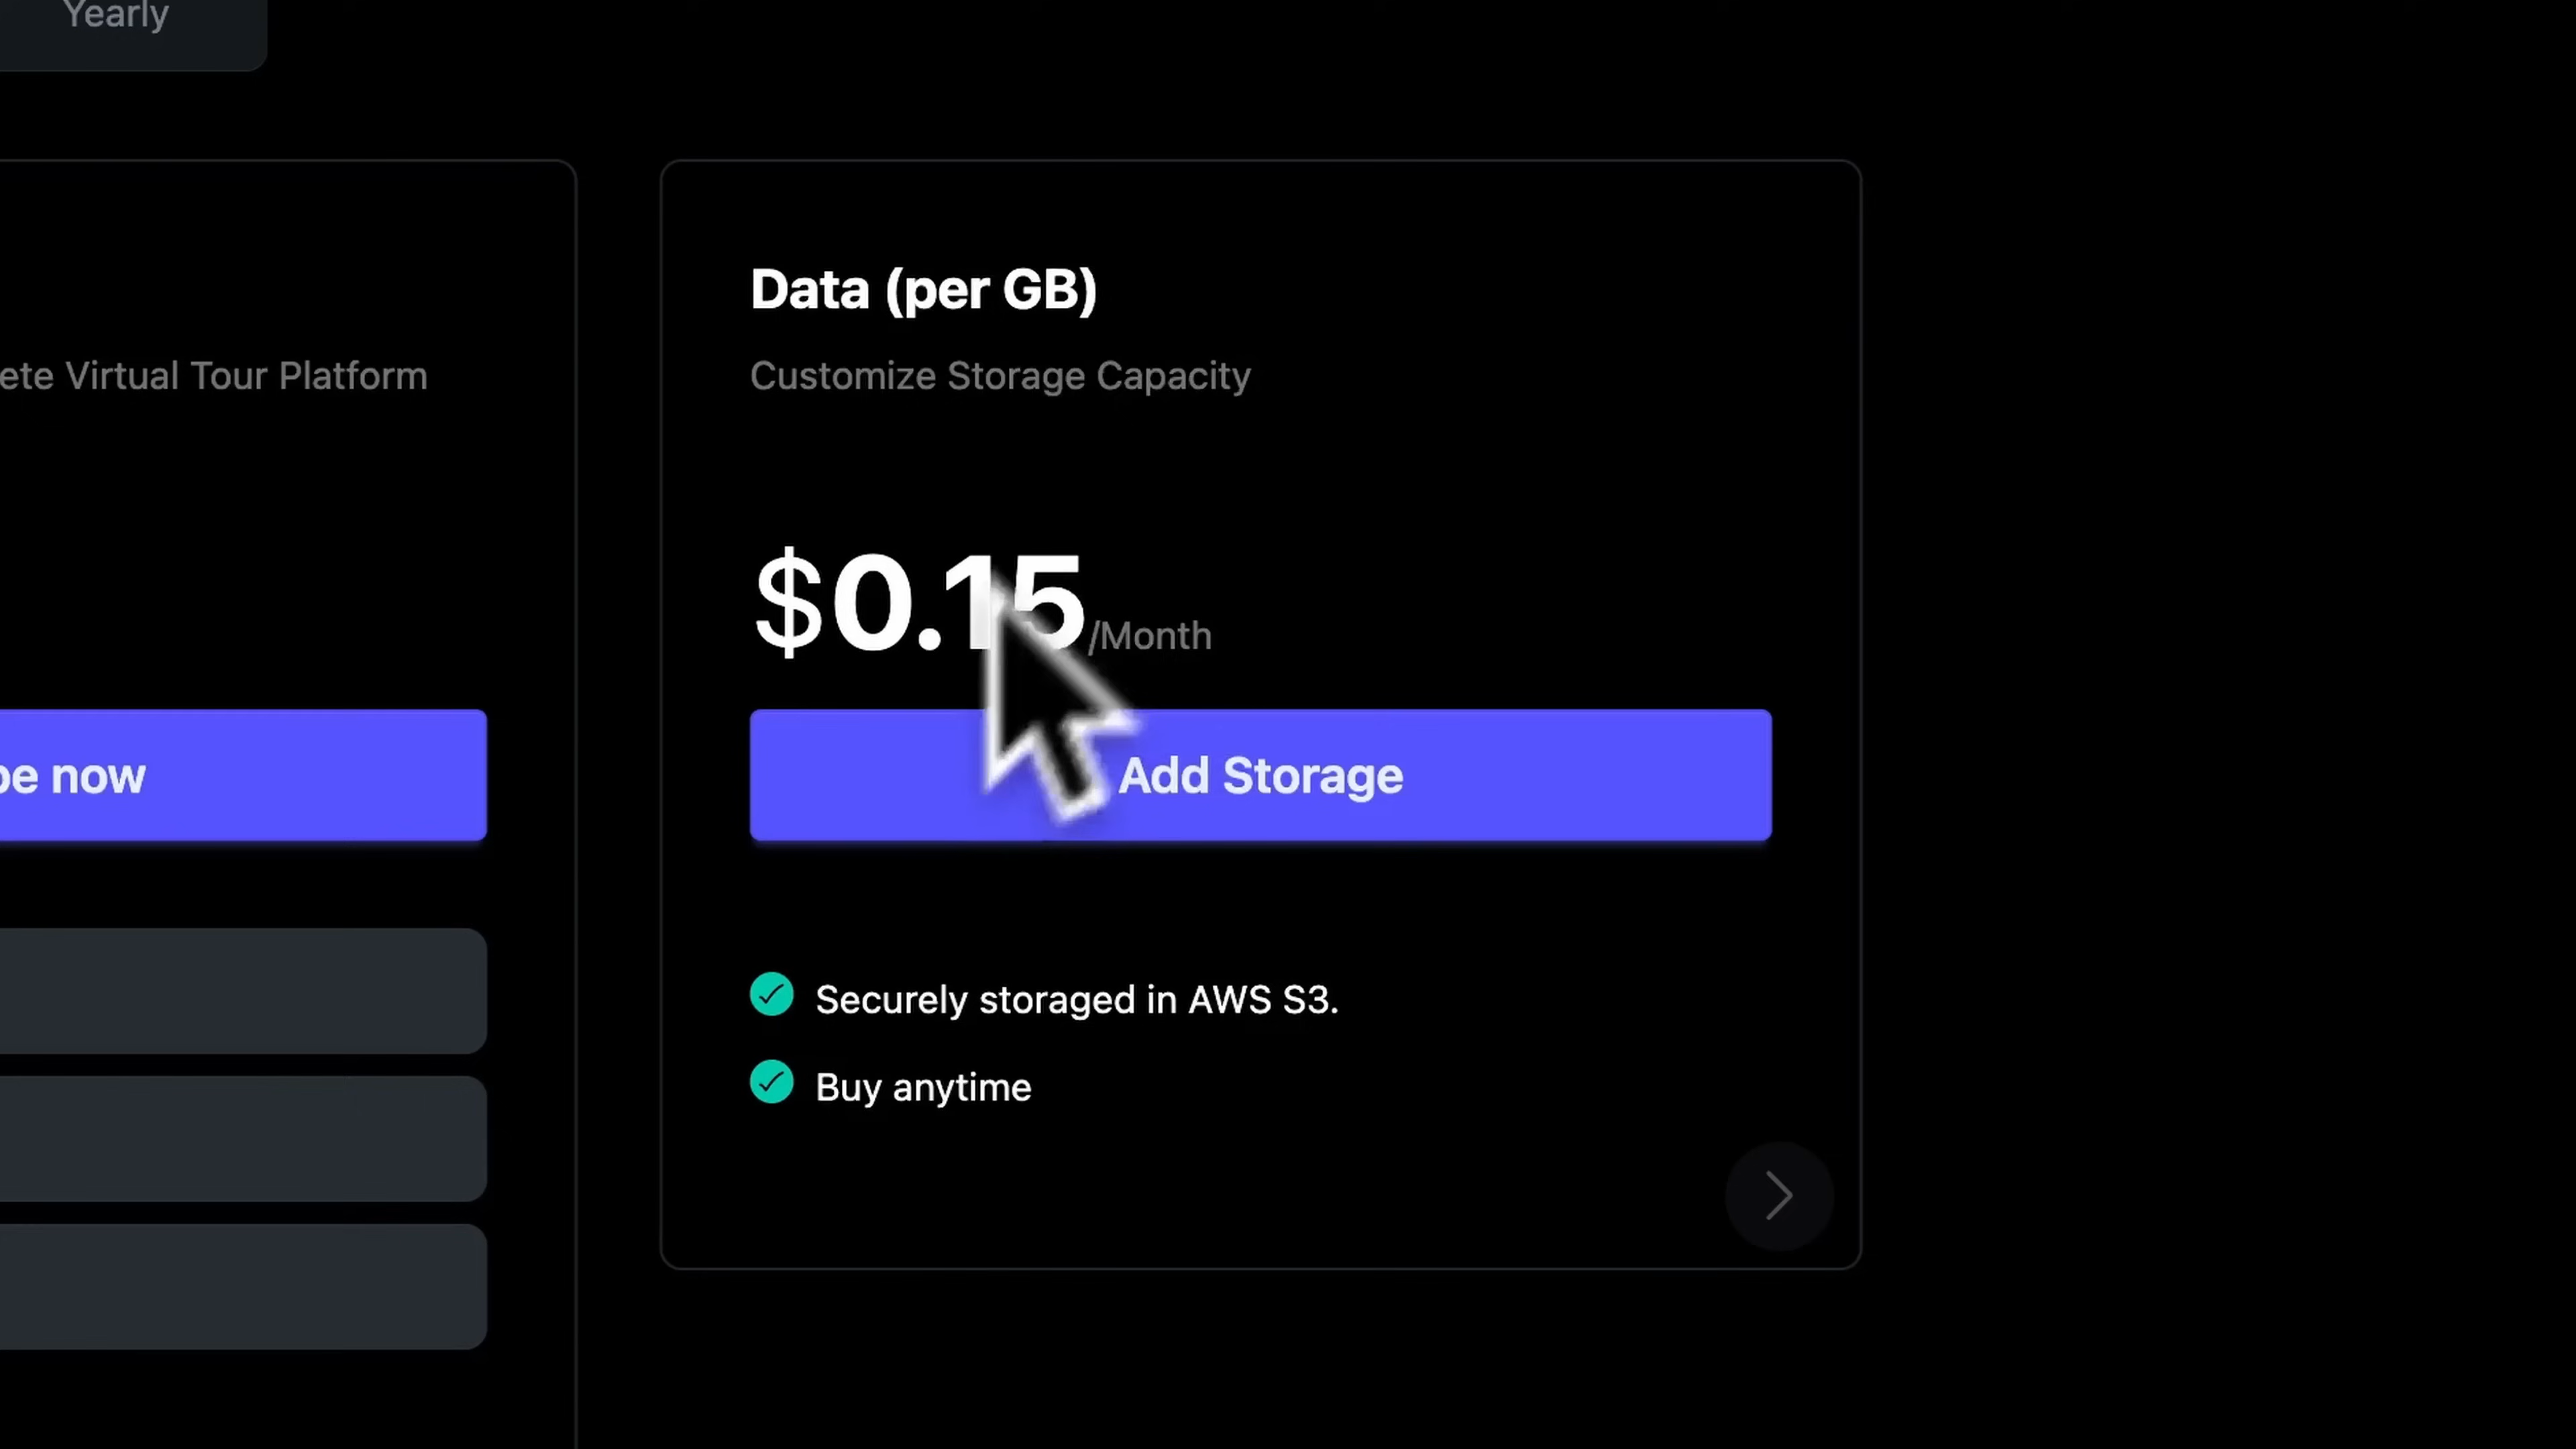 Yearly
Virtual Tour Platform
now
Data (per GB)
Customize Storage Capacity
$0.15/Month
Add Storage
Securely storaged in AWS S3.
Buy anytime